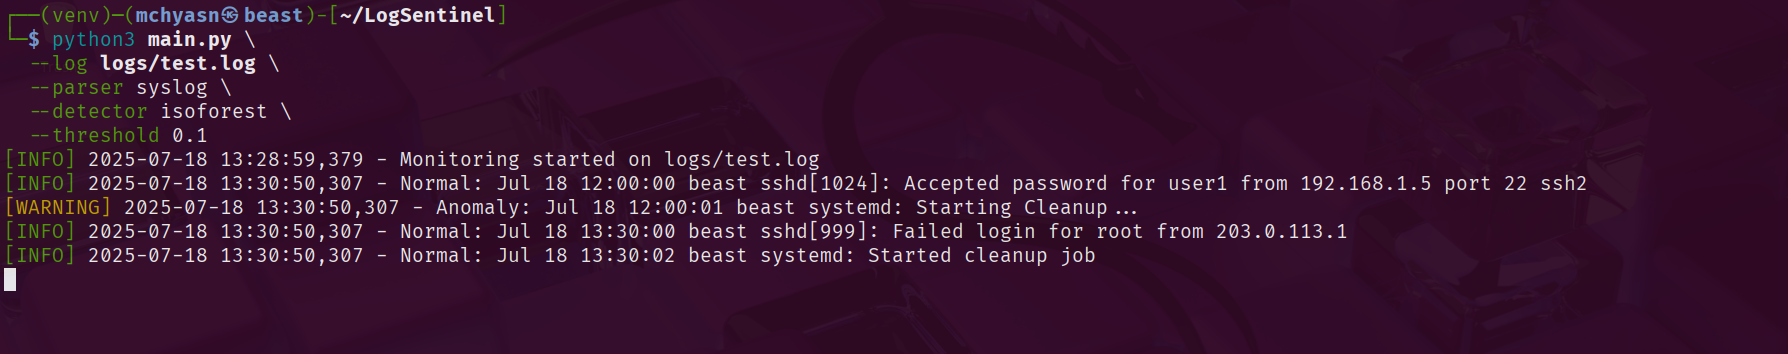 ┌──(venv)─(mchyasn㉿beast)-[~/LogSentinel]
└─$ python3 main.py \
  --log logs/test.log \
  --parser syslog \
  --detector isoforest \
  --threshold 0.1
[INFO] 2025-07-18 13:28:59,379 - Monitoring started on logs/test.log
[INFO] 2025-07-18 13:30:50,307 - Normal: Jul 18 12:00:00 beast sshd[1024]: Accepted password for user1 from 192.168.1.5 port 22 ssh2
[WARNING] 2025-07-18 13:30:50,307 - Anomaly: Jul 18 12:00:01 beast systemd: Starting Cleanup...
[INFO] 2025-07-18 13:30:50,307 - Normal: Jul 18 13:30:00 beast sshd[999]: Failed login for root from 203.0.113.1
[INFO] 2025-07-18 13:30:50,307 - Normal: Jul 18 13:30:02 beast systemd: Started cleanup job